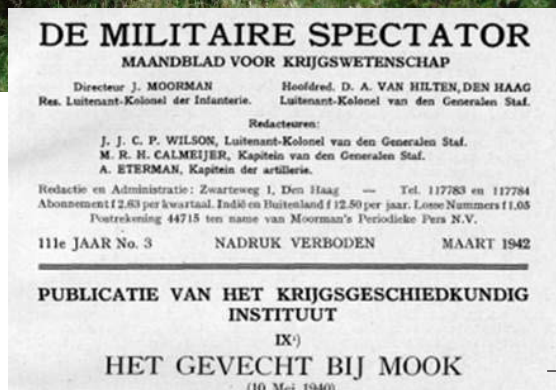 DE MILITAIRE SPECTATOR
MAANDBLAD VOOR KRIJGSWETENSCHAP
Directeur J. MOORMAN
Res. Luitenant-Kolonel der Infanterie.
Hoofdred. D. A. VAN HILTEN, DEN HAAG
Luitenant-Kolonel van den Generalen Staf.
Redacteuren:
J. J. C. P. WILSON, Luitenant-Kolonel van den Generalen Staf.
M. R. H. CALMEIJER, Kapitein van den Generalen Staf.
A. ETERMAN, Kapitein der artillerie.
Redactie en Administratie: Zwarteweg 1, Den Haag — Tel. 117783 en 117784
Abonnement f 2.63 per kwartaal. Indië en Buitenland f 12.50 per jaar. Losse Nummers f 1.05
Postrekening 44715 ten name van Moorman's Periodieke Pers N.V.
111e JAAR No. 3 NADRUK VERBODEN MAART 1942
PUBLICATIE VAN HET KRIJGSGESCHIEDKUNDIG
INSTITUUT
IX¹)
HET GEVECHT BIJ MOOK
(10 Mei 1940)